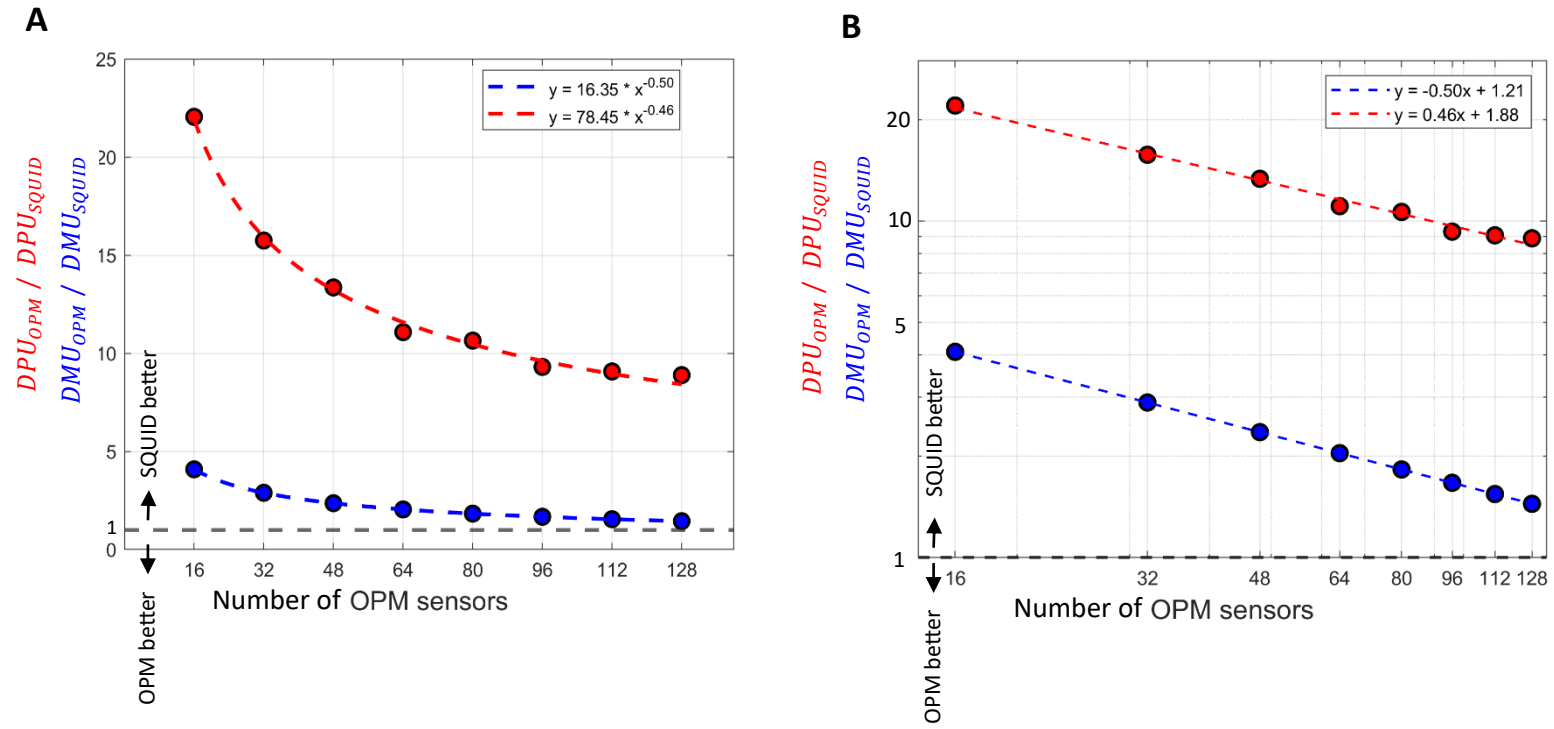 A
25
20
15
10
5
1
0
DPU_OPM / DPU_SQUID
DMU_OPM / DMU_SQUID
SQUID better
OPM better
y = 16.35 * x^-0.50
y = 78.45 * x^-0.46
16 32 48 64 80 96 112 128
Number of OPM sensors
B
20
10
5
1
DPU_OPM / DPU_SQUID
DMU_OPM / DMU_SQUID
SQUID better
OPM better
y = -0.50x + 1.21
y = 0.46x + 1.88
16 32 48 64 80 96 112 128
Number of OPM sensors